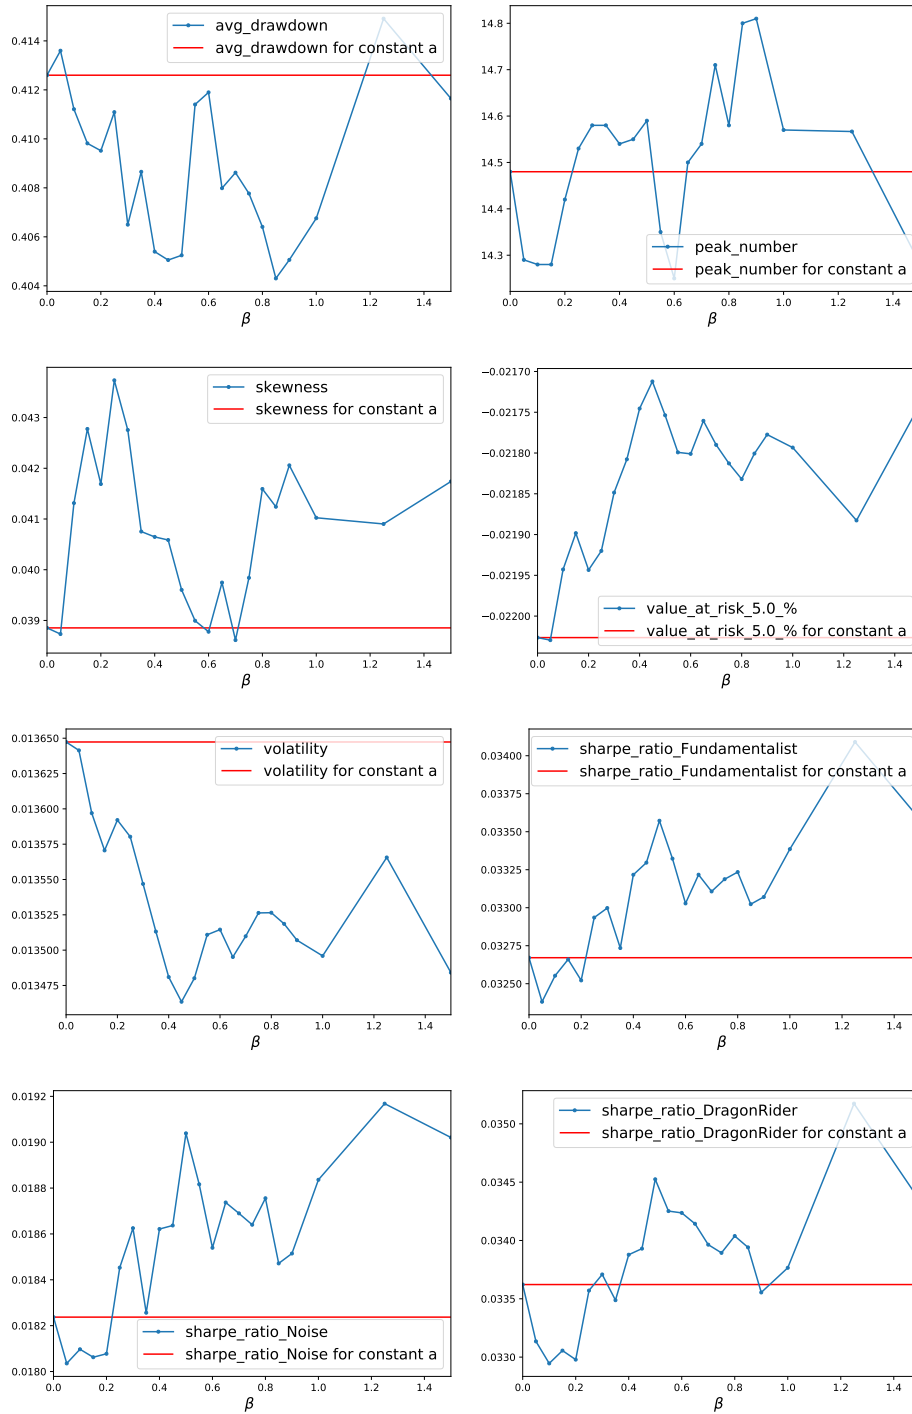 avg_drawdown
avg_drawdown for constant a
0.414
0.412
0.410
0.408
0.406
0.404
0.0 0.2 0.4 0.6 0.8 1.0 1.2 1.4
β
peak_number
peak_number for constant a
14.8
14.7
14.6
14.5
14.4
14.3
0.0 0.2 0.4 0.6 0.8 1.0 1.2 1.4
β
skewness
skewness for constant a
0.043
0.042
0.041
0.040
0.039
0.0 0.2 0.4 0.6 0.8 1.0 1.2 1.4
β
value_at_risk_5.0_%
value_at_risk_5.0_% for constant a
−0.02170
−0.02175
−0.02180
−0.02185
−0.02190
−0.02195
−0.02200
0.0 0.2 0.4 0.6 0.8 1.0 1.2 1.4
β
volatility
volatility for constant a
0.013650
0.013625
0.013600
0.013575
0.013550
0.013525
0.013500
0.013475
0.0 0.2 0.4 0.6 0.8 1.0 1.2 1.4
β
sharpe_ratio_Fundamentalist
sharpe_ratio_Fundamentalist for constant a
0.03400
0.03375
0.03350
0.03325
0.03300
0.03275
0.03250
0.0 0.2 0.4 0.6 0.8 1.0 1.2 1.4
β
sharpe_ratio_Noise
sharpe_ratio_Noise for constant a
0.0192
0.0190
0.0188
0.0186
0.0184
0.0182
0.0180
0.0 0.2 0.4 0.6 0.8 1.0 1.2 1.4
β
sharpe_ratio_DragonRider
sharpe_ratio_DragonRider for constant a
0.0350
0.0345
0.0340
0.0335
0.0330
0.0 0.2 0.4 0.6 0.8 1.0 1.2 1.4
β